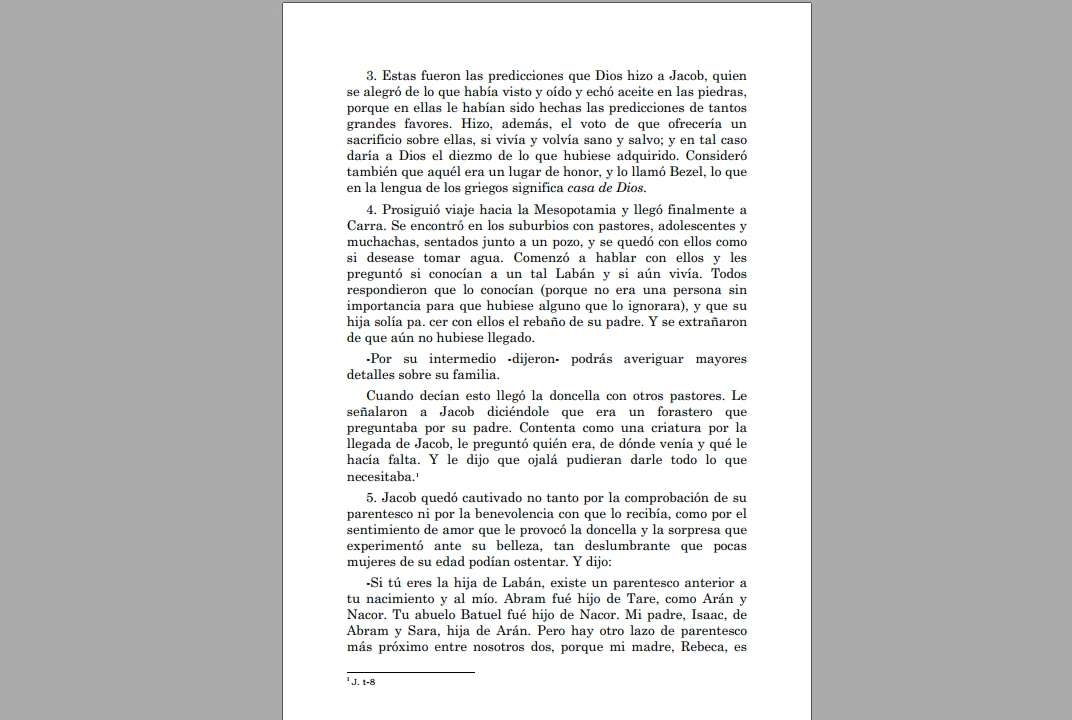 3. Estas fueron las predicciones que Dios hizo a Jacob, quien
se alegró de lo que había visto y oído y echó aceite en las piedras,
porque en ellas le habían sido hechas las predicciones de tantos
grandes favores. Hizo, además, el voto de que ofrecería un
sacrificio sobre ellas, si vivía y volvía sano y salvo; y en tal caso
daría a Dios el diezmo de lo que hubiese adquirido. Consideró
también que aquél era un lugar de honor, y lo llamó Bezel, lo que
en la lengua de los griegos significa casa de Dios.
4. Prosiguió viaje hacia la Mesopotamia y llegó finalmente a
Carra. Se encontró en los suburbios con pastores, adolescentes y
muchachas, sentados junto a un pozo, y se quedó con ellos como
si desease tomar agua. Comenzó a hablar con ellos y les
preguntó si conocían a un tal Labán y si aún vivía. Todos
respondieron que lo conocían (porque no era una persona sin
importancia para que hubiese alguno que lo ignorara), y que su
hija solía pa. cer con ellos el rebaño de su padre. Y se extrañaron
de que aún no hubiese llegado.
-Por su intermedio -dijeron- podrás averiguar mayores
detalles sobre su familia.
Cuando decían esto llegó la doncella con otros pastores. Le
señalaron a Jacob diciéndole que era un forastero que
preguntaba por su padre. Contenta como una criatura por la
llegada de Jacob, le preguntó quién era, de dónde venía y qué le
hacía falta. Y le dijo que ojalá pudieran darle todo lo que
necesitaba.¹
5. Jacob quedó cautivado no tanto por la comprobación de su
parentesco ni por la benevolencia con que lo recibía, como por el
sentimiento de amor que le provocó la doncella y la sorpresa que
experimentó ante su belleza, tan deslumbrante que pocas
mujeres de su edad podían ostentar. Y dijo:
-Si tú eres la hija de Labán, existe un parentesco anterior a
tu nacimiento y al mío. Abram fué hijo de Tare, como Arán y
Nacor. Tu abuelo Batuel fué hijo de Nacor. Mi padre, Isaac, de
Abram y Sara, hija de Arán. Pero hay otro lazo de parentesco
más próximo entre nosotros dos, porque mi madre, Rebeca, es
¹ J. t-8